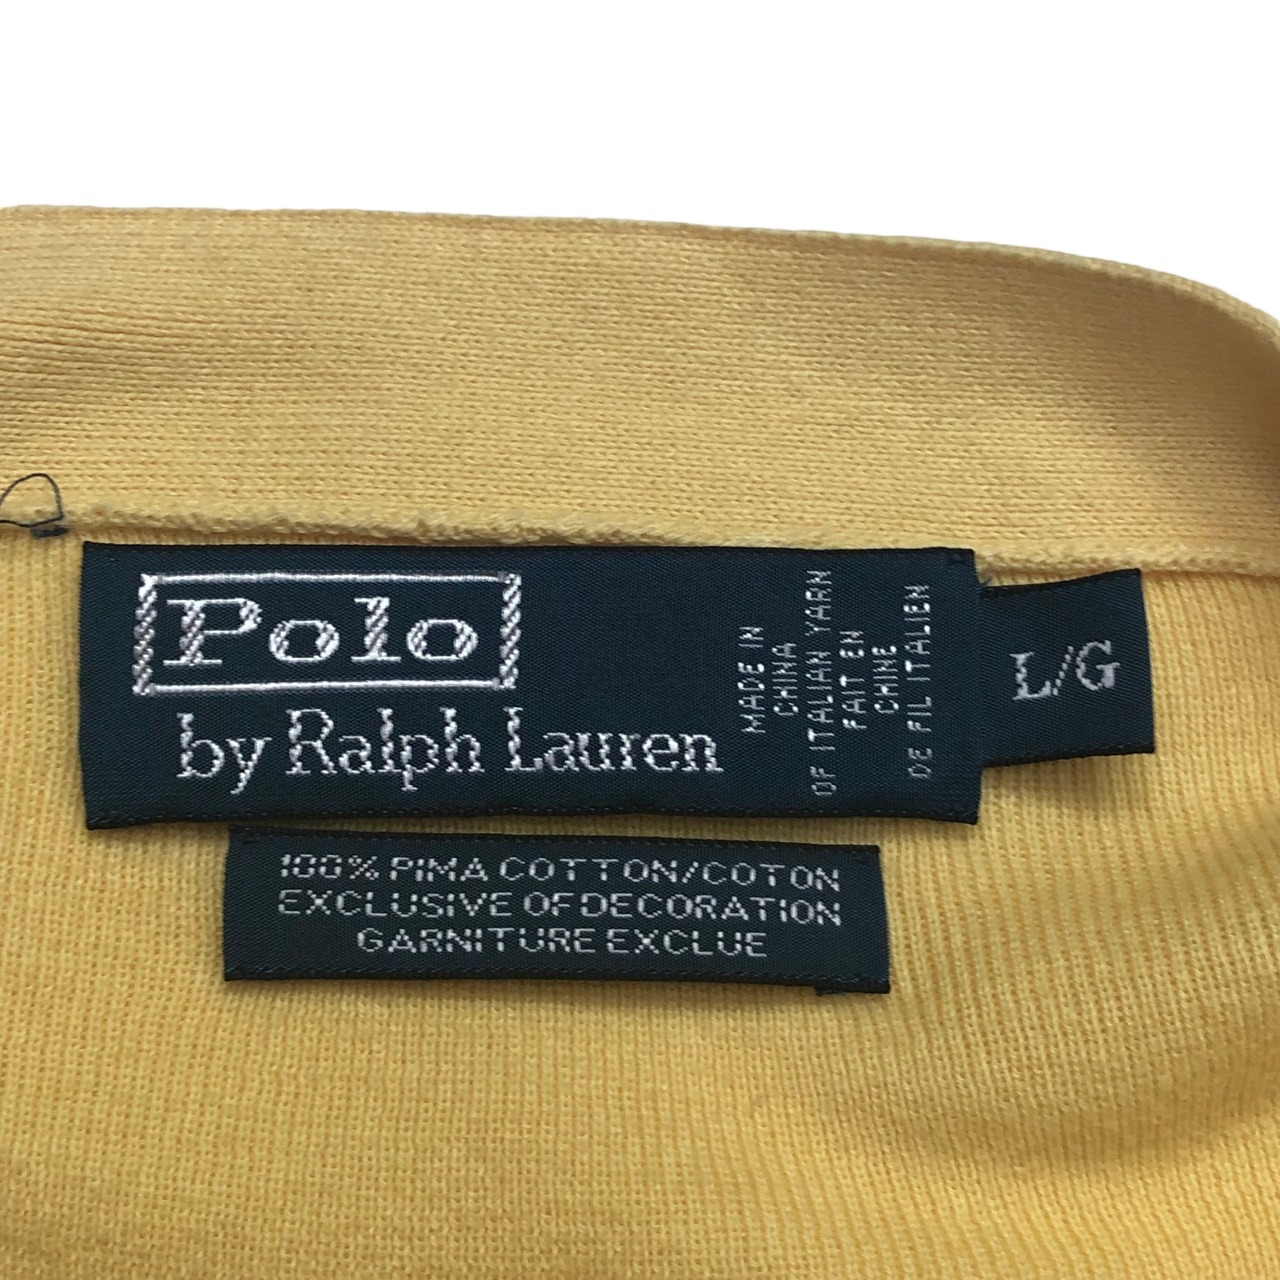 Polo
by Ralph Lauren
MADE IN
CHINA
OF ITALIAN YARN
FAIT EN
CHINE
DE FIL ITALIEN
L/G
100% PIMA COTTON/COTON
EXCLUSIVE OF DECORATION
GARNITURE EXCLUE